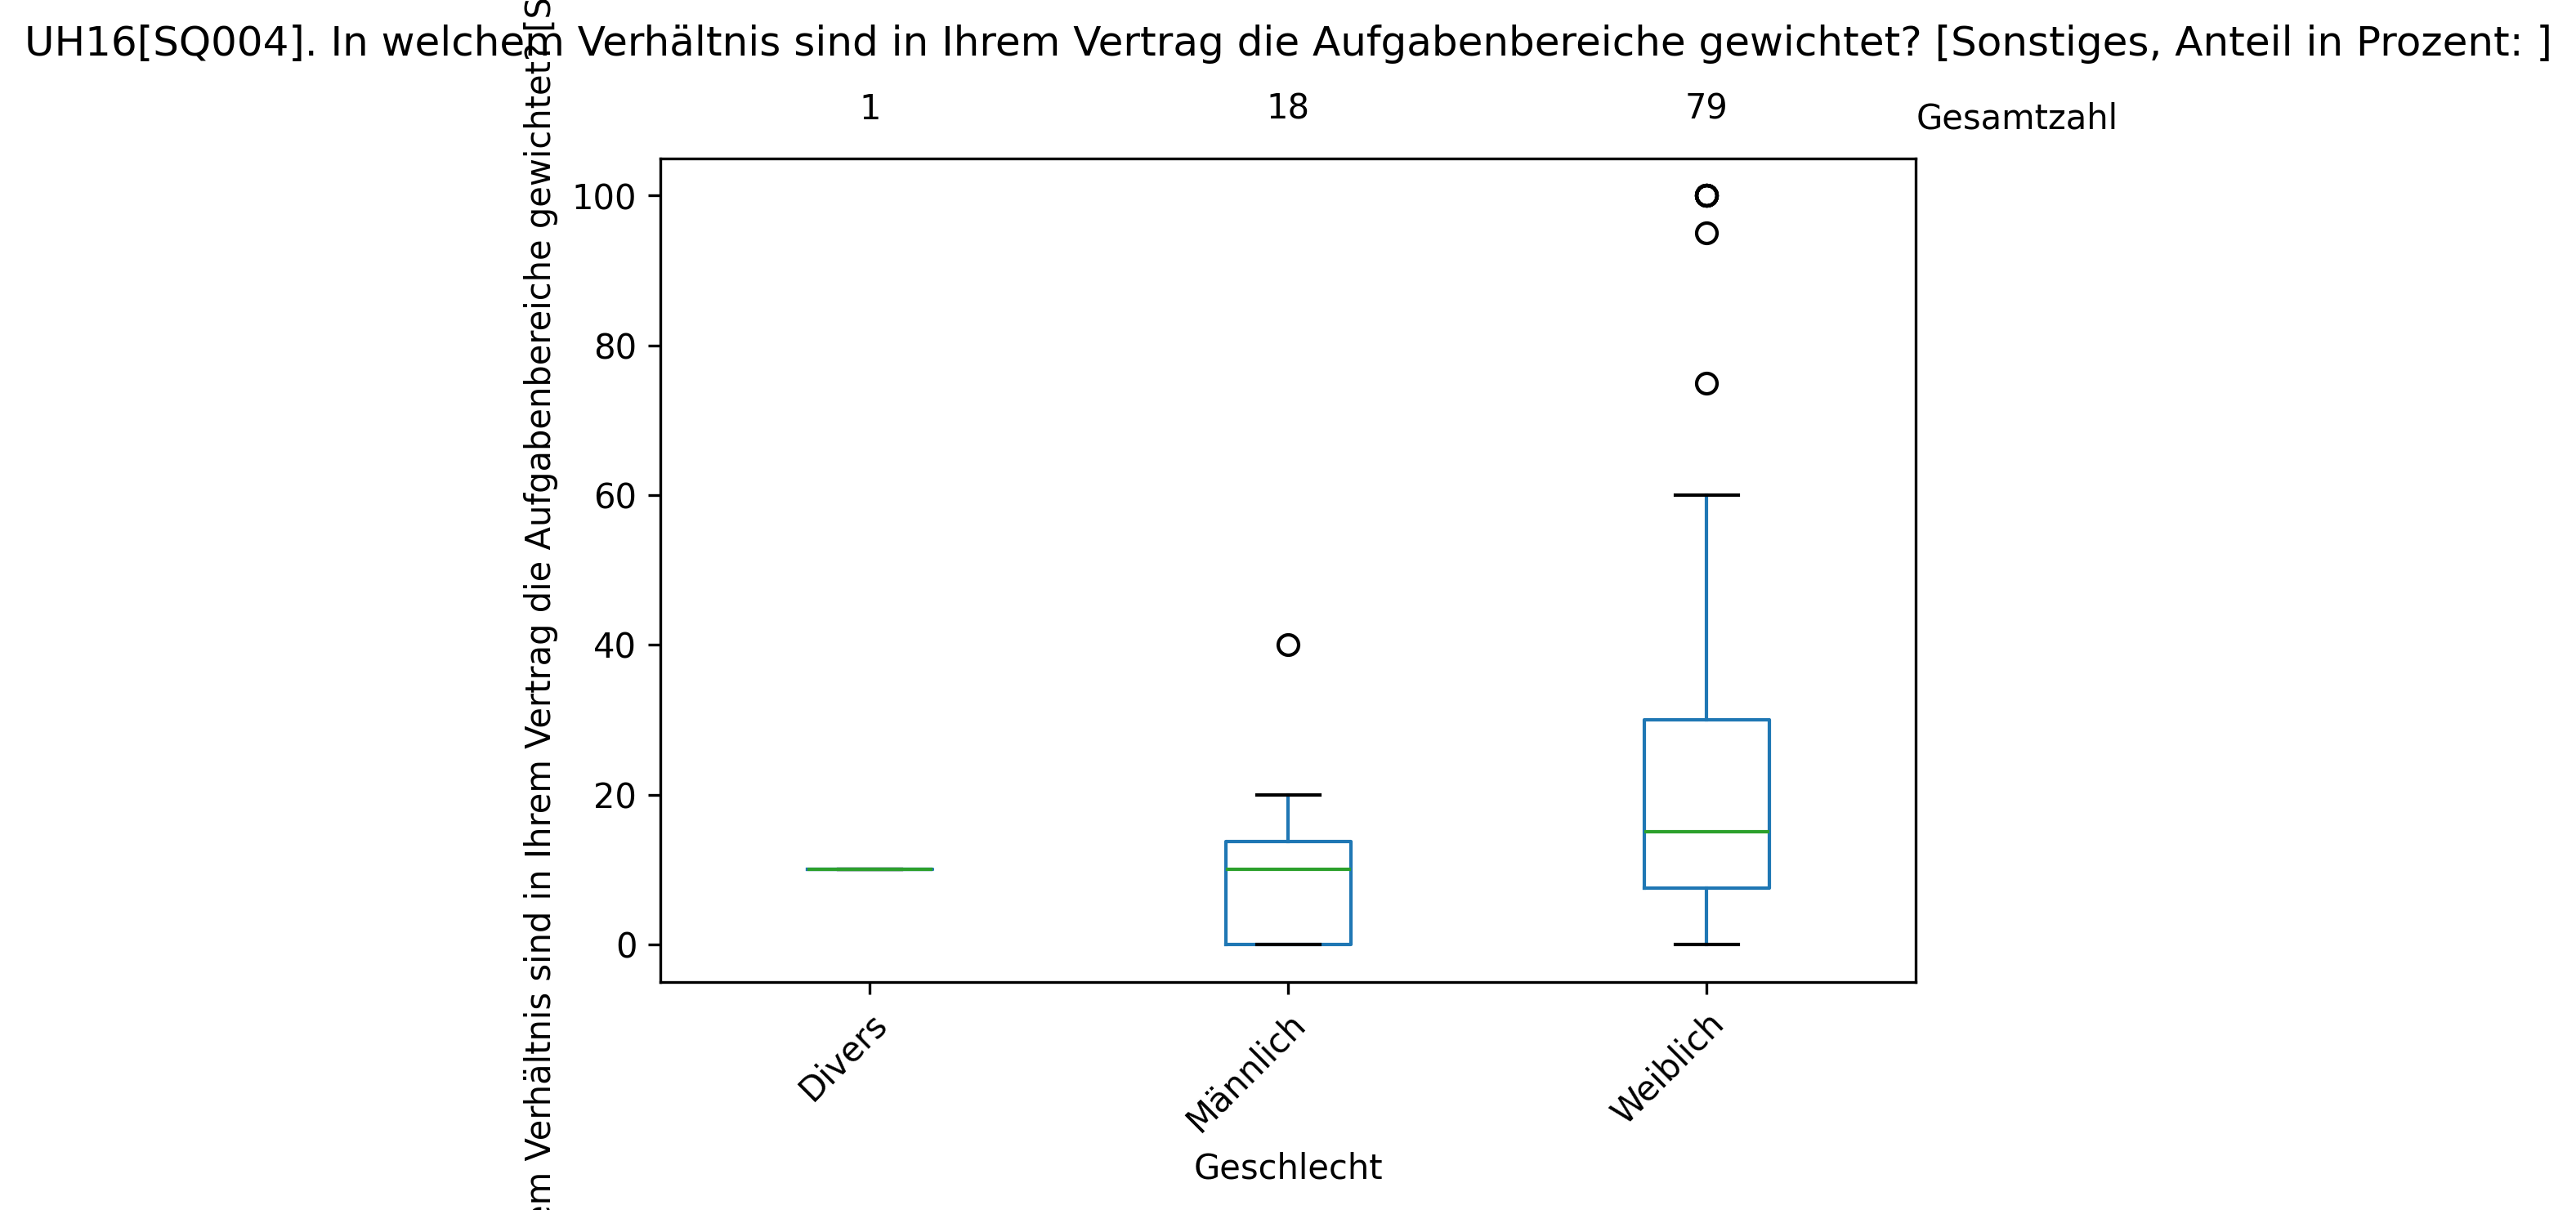 UH16[SQ004]. In welchem Verhältnis sind in Ihrem Vertrag die Aufgabenbereiche gewichtet? [Sonstiges, Anteil in Prozent: ]
1 18 79 Gesamtzahl
em Verhältnis sind in Ihrem Vertrag die Aufgabenbereiche gewichtet?[S
100
80
60
40
20
0
Divers Männlich Weiblich
Geschlecht